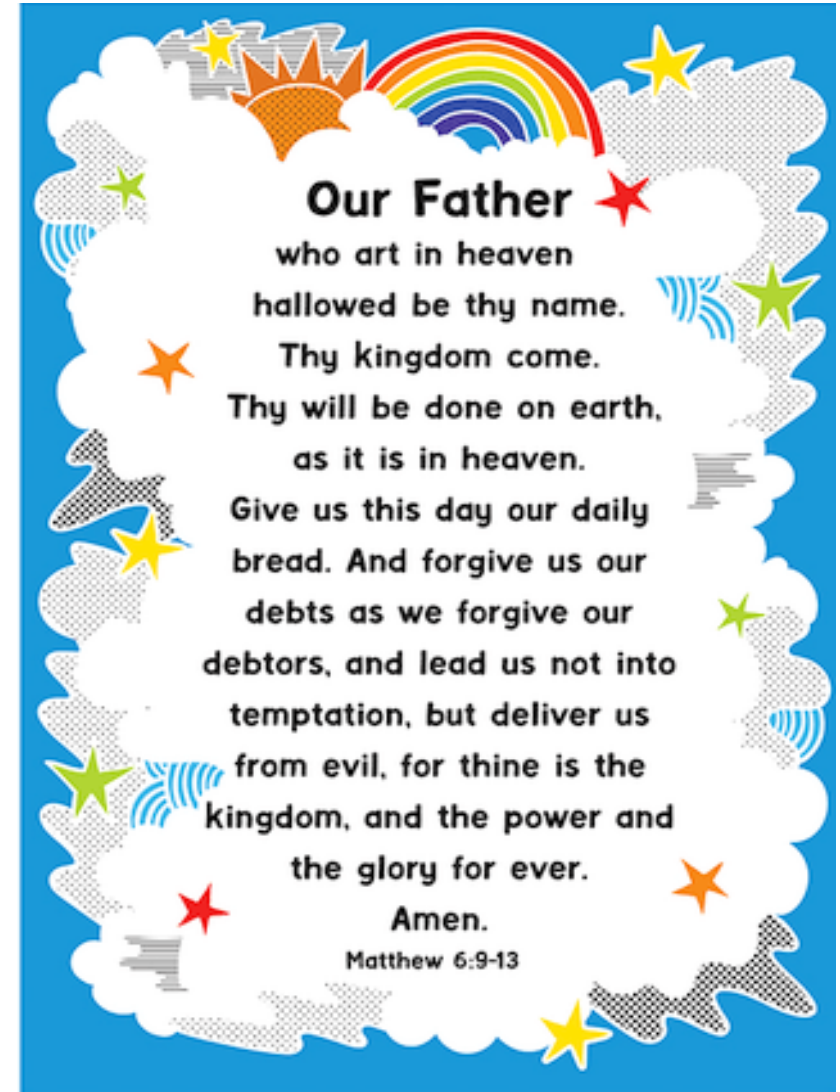 Our Father
who art in heaven
hallowed be thy name.
Thy kingdom come.
Thy will be done on earth,
as it is in heaven.
Give us this day our daily
bread. And forgive us our
debts as we forgive our
debtors, and lead us not into
temptation, but deliver us
from evil, for thine is the
kingdom, and the power and
the glory for ever.
Amen.
Matthew 6:9-13